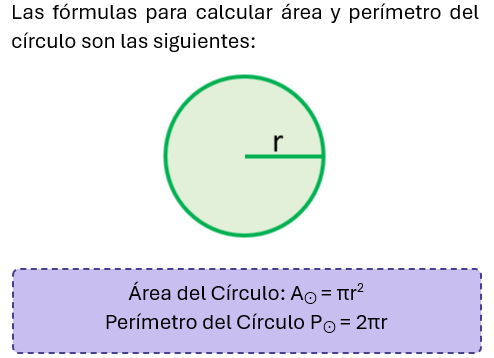 Las fórmulas para calcular área y perímetro del
círculo son las siguientes:
r
Área del Círculo: A⊙ = πr²
Perímetro del Círculo P⊙ = 2πr